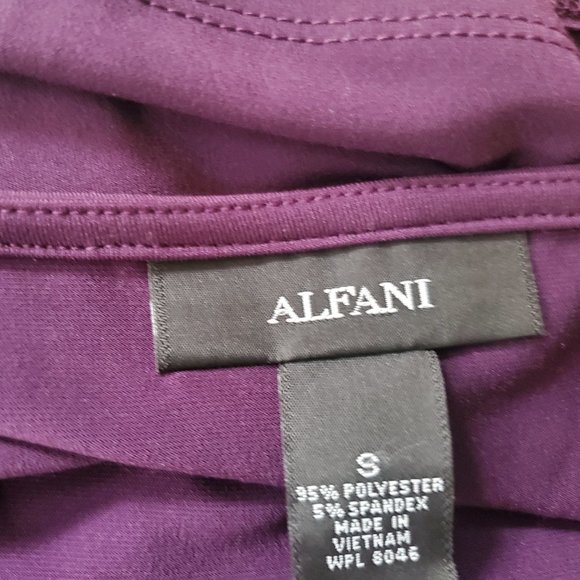 ALFANI
S
95% POLYESTER
5% SPANDEX
MADE IN
VIETNAM
WPL 8046